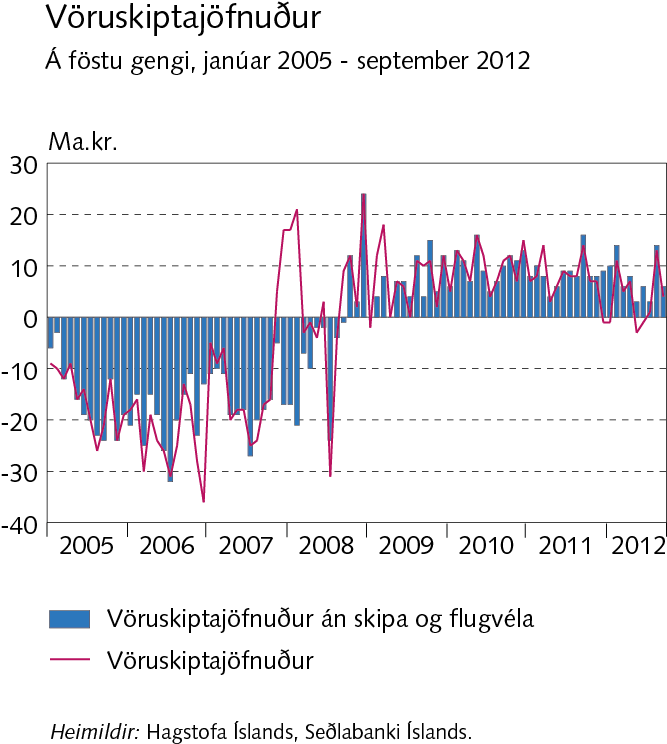 Vöruskiptajöfnuður
Á föstu gengi, janúar 2005 - september 2012
Ma.kr.
30
20
10
0
-10
-20
-30
-40
2005 2006 2007 2008 2009 2010 2011 2012
Vöruskiptajöfnuður án skipa og flugvéla
Vöruskiptajöfnuður
Heimildir: Hagstofa Íslands, Seðlabanki Íslands.